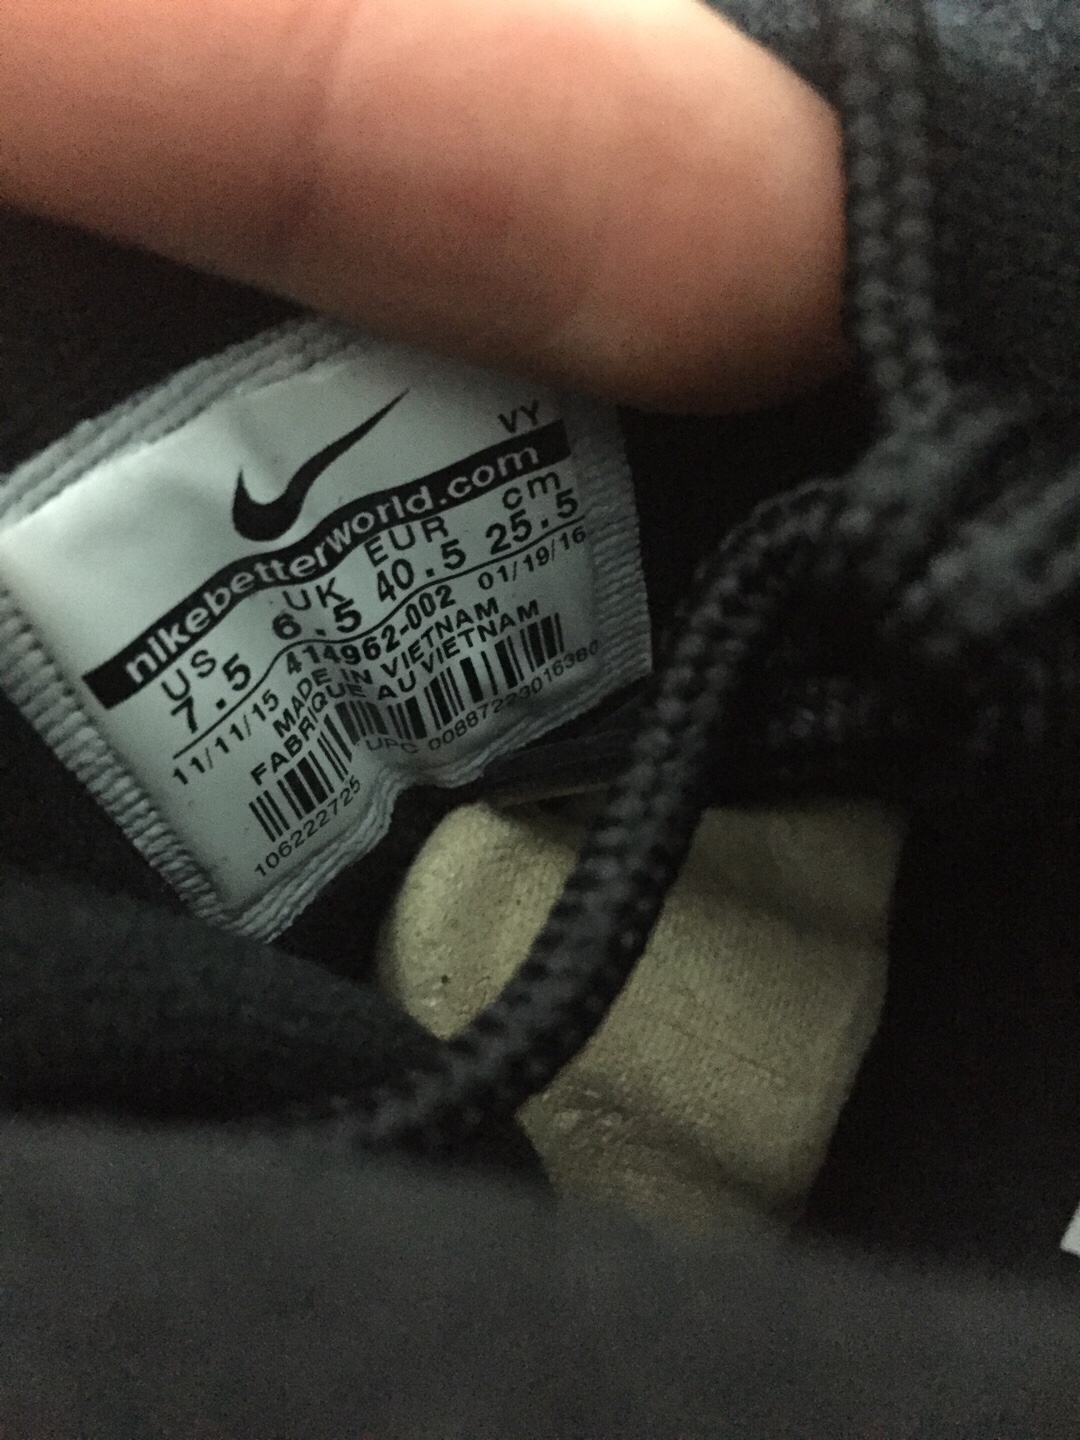 VY
nikebetterworld.com
US UK EUR cm
7.5 6.5 40.5 25.5
11/11/15 414962-002 01/19/16
MADE IN VIETNAM
FABRIQUE AU VIETNAM
UPC 00887223016380
106222725